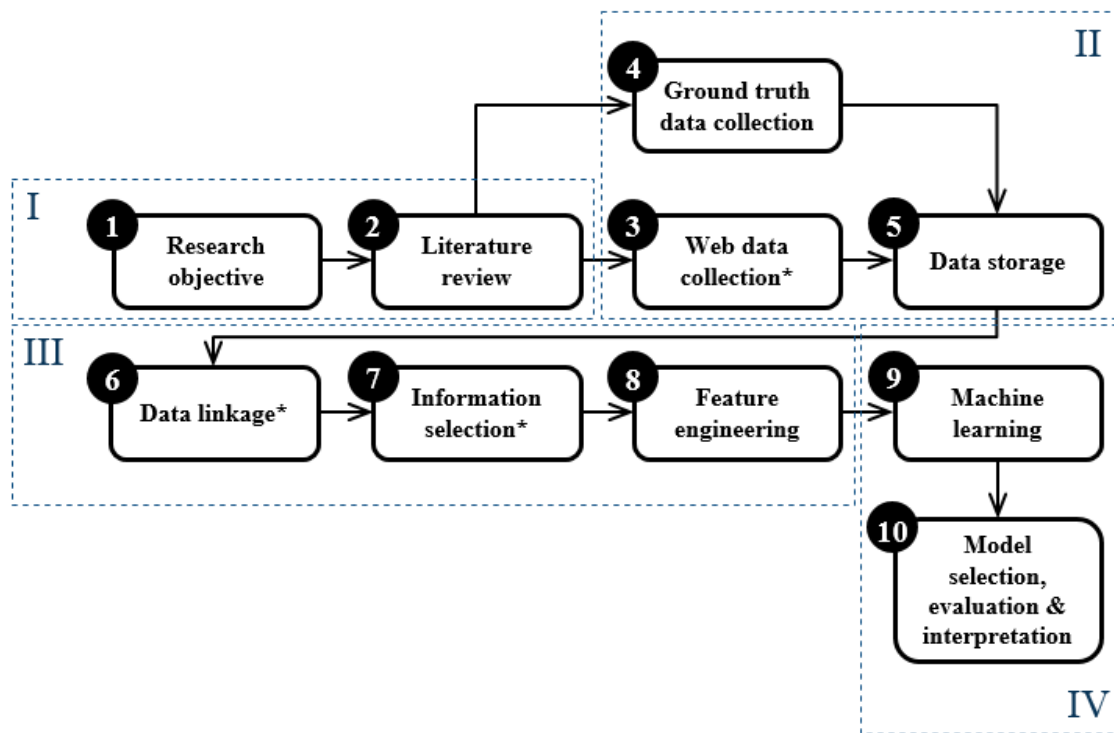 II
4
Ground truth
data collection
I
1
Research
objective
2
Literature
review
3
Web data
collection*
5
Data storage
III
6
Data linkage*
7
Information
selection*
8
Feature
engineering
9
Machine
learning
10
Model
selection,
evaluation &
interpretation
IV